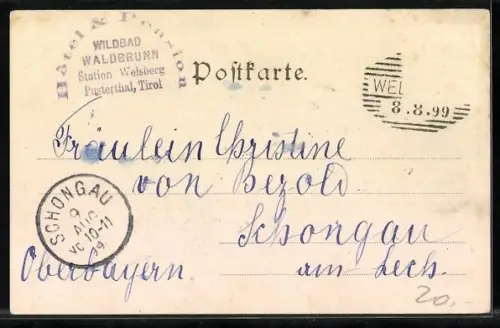 Hôtel & Pension
WILDBAD
WALDBRUNN
Station Welsberg
Pusterthal, Tirol
Postkarte.
WEL
8.8.99
Fräulein Christine
von Bezold
Schongau
Oberbayern am Lech.
SCHONGAU
9
AUG
VC 10-11
20.-